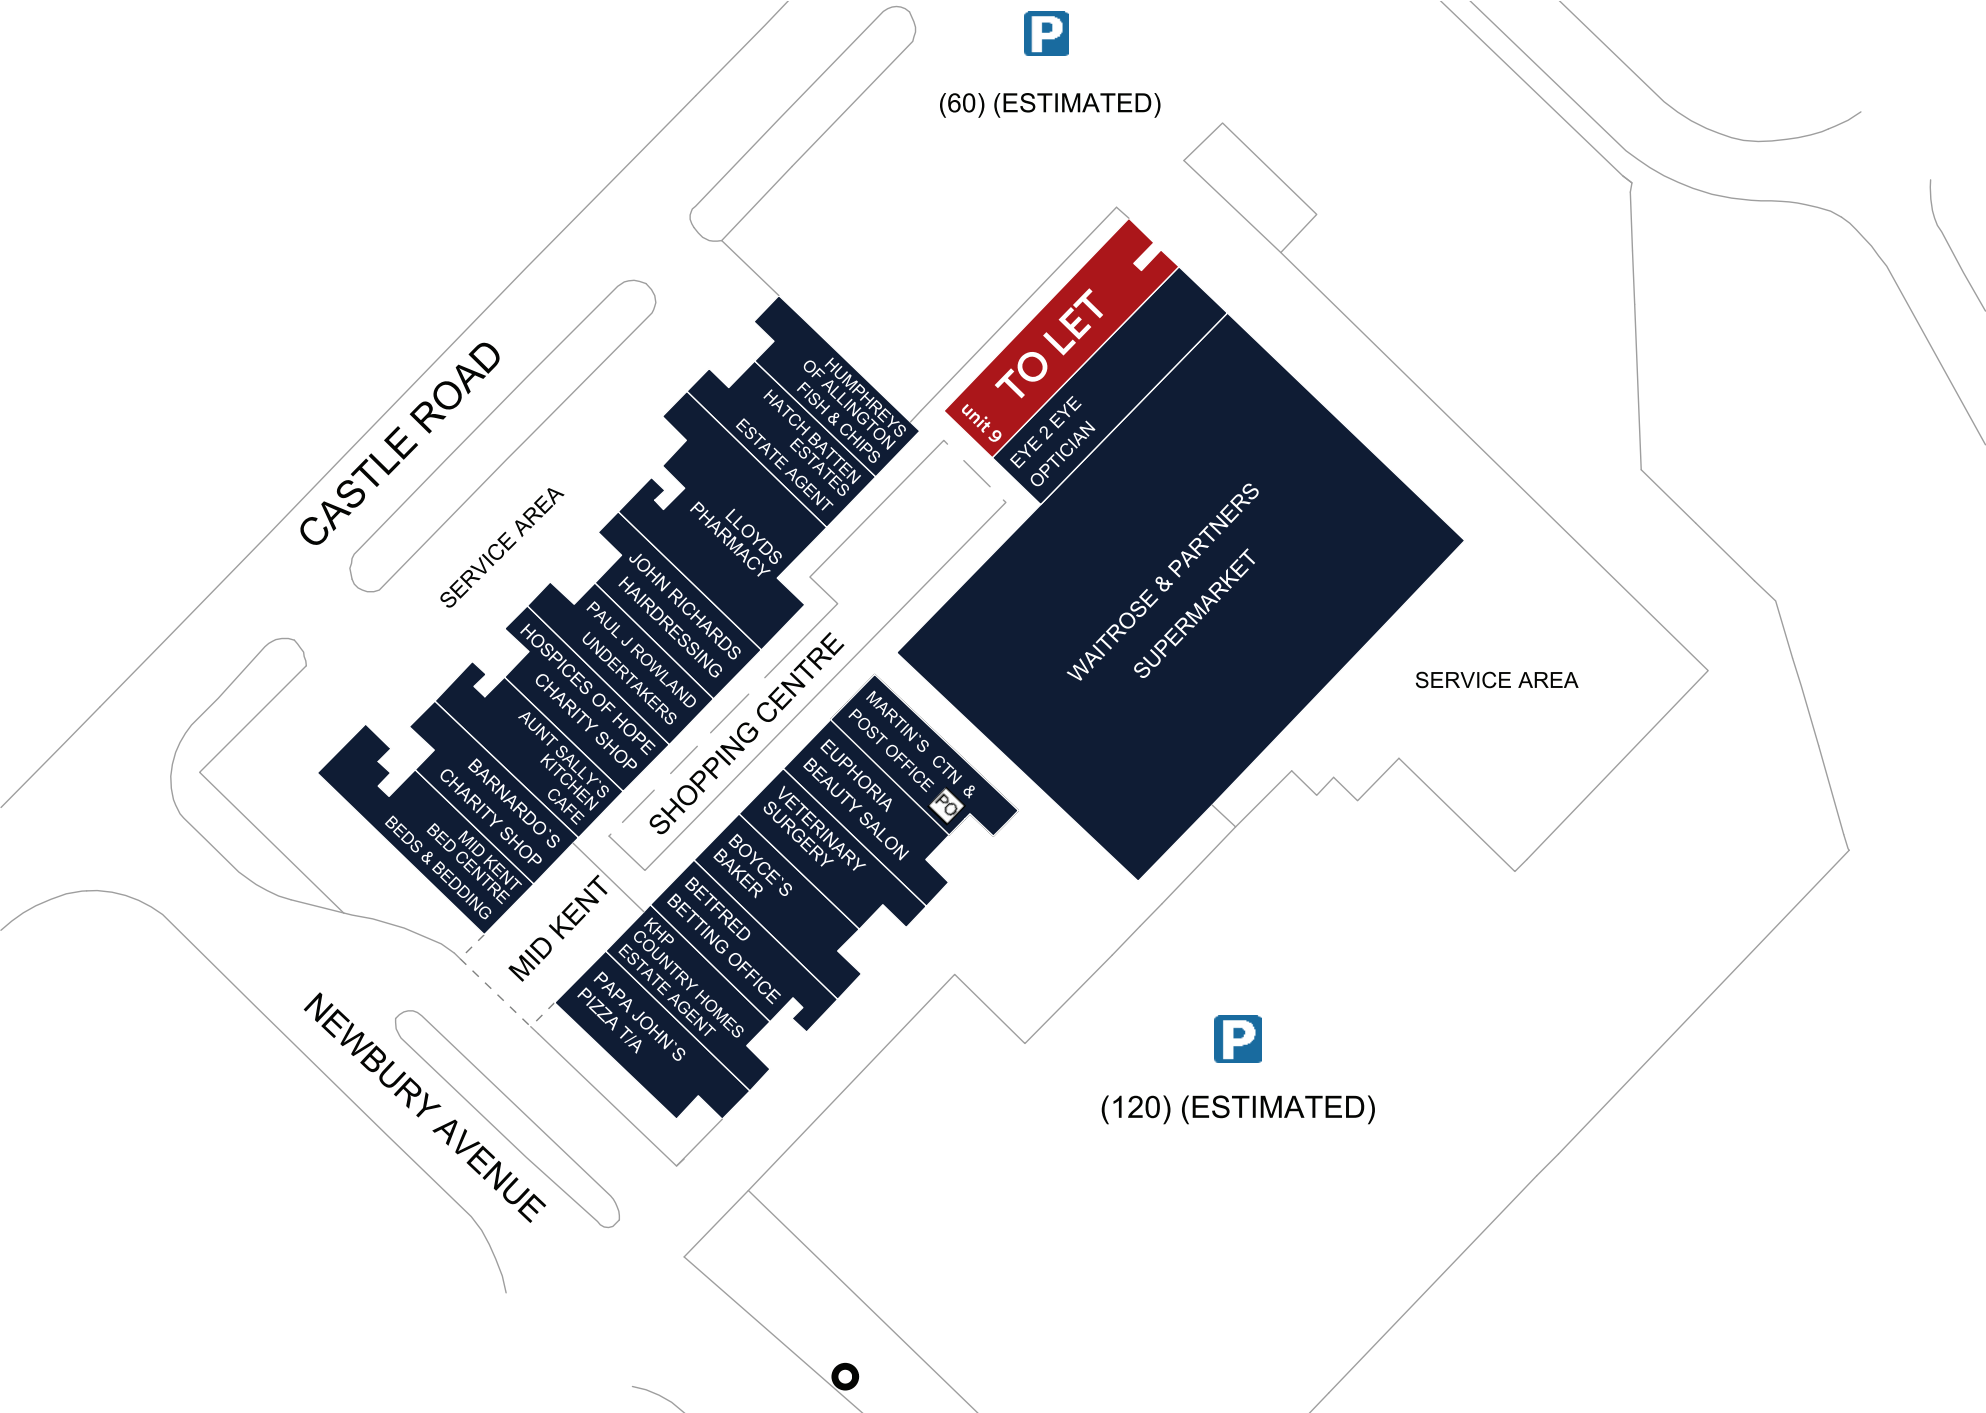 P
(60) (ESTIMATED)
CASTLE ROAD
SERVICE AREA
HUMPHREYS
OF ALLINGTON
FISH & CHIPS
HATCH BATTEN
ESTATES
ESTATE AGENT
LLOYDS
PHARMACY
JOHN RICHARDS
HAIRDRESSING
PAUL J ROWLAND
UNDERTAKERS
HOSPICES OF HOPE
CHARITY SHOP
AUNT SALLY'S
KITCHEN
CAFE
BARNARDO`S
CHARITY SHOP
MID KENT
BED CENTRE
BEDS & BEDDING
TO LET
unit 9
EYE 2 EYE
OPTICIAN
WAITROSE & PARTNERS
SUPERMARKET
SERVICE AREA
MID KENT SHOPPING CENTRE
MARTIN`S CTN &
POST OFFICE
PO
EUPHORIA
BEAUTY SALON
VETERINARY
SURGERY
BOYCE`S
BAKER
BETFRED
BETTING OFFICE
KHP
COUNTRY HOMES
ESTATE AGENT
PAPA JOHN`S
PIZZA T/A
NEWBURY AVENUE
P
(120) (ESTIMATED)